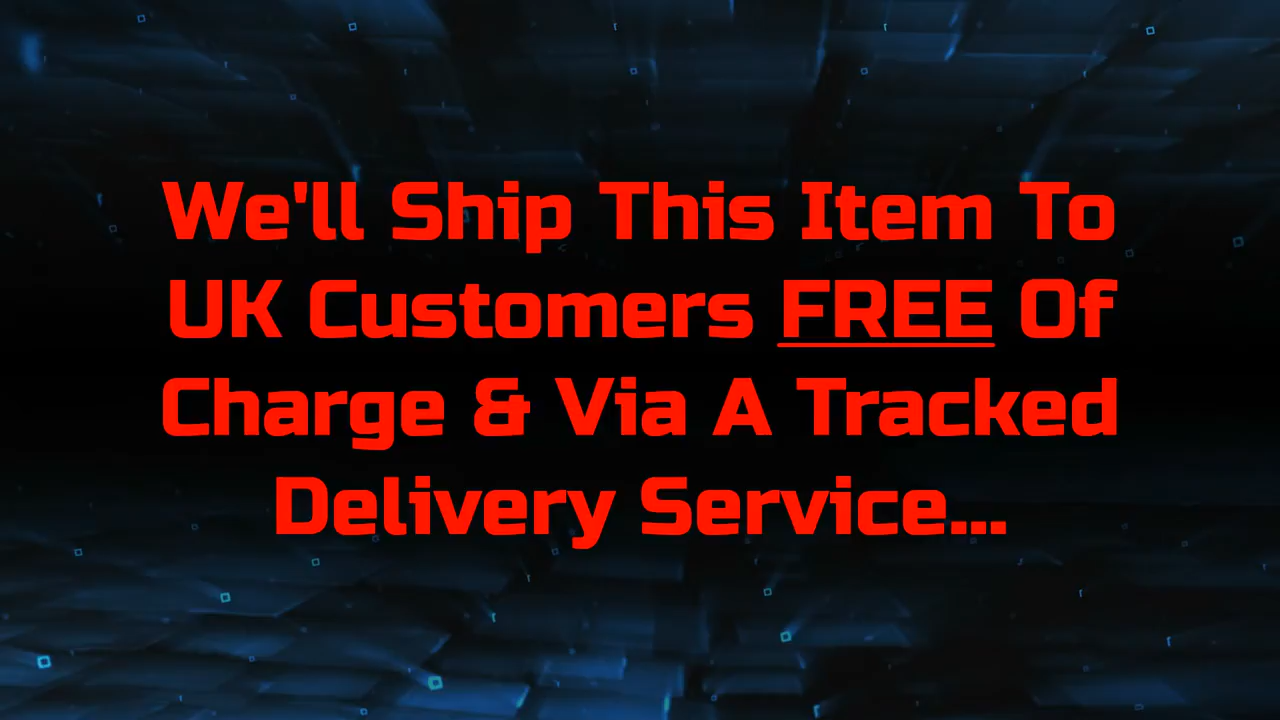 We'll Ship This Item To
UK Customers FREE Of
Charge & Via A Tracked
Delivery Service...